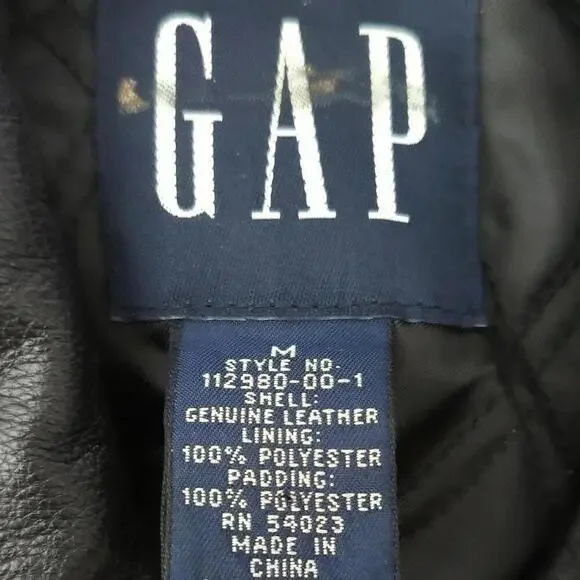 GAP
M
STYLE NO.
112980-00-1
SHELL:
GENUINE LEATHER
LINING:
100% POLYESTER
PADDING:
100% POLYESTER
RN 54023
MADE IN
CHINA